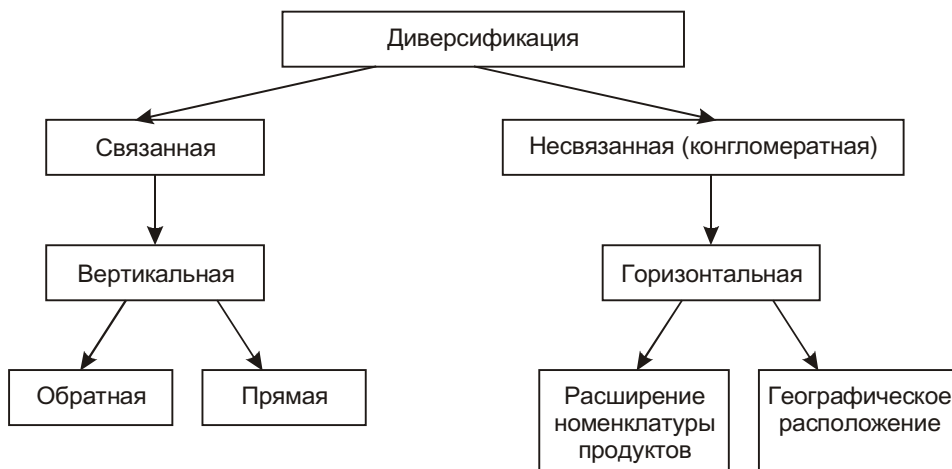 Диверсификация
Связанная
Несвязанная (конгломератная)
Вертикальная
Горизонтальная
Обратная
Прямая
Расширение
номенклатуры
продуктов
Географическое
расположение